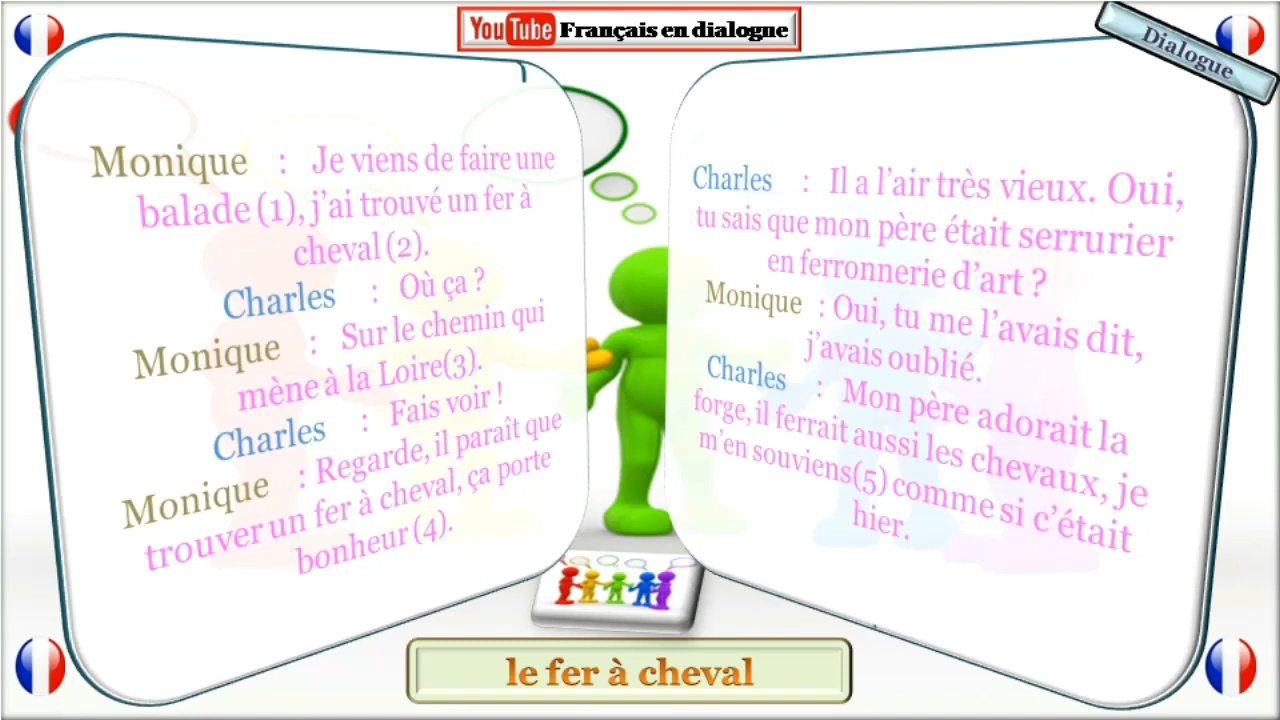 YouTube Français en dialogue
Dialogue
Monique : Je viens de faire une
balade (1), j'ai trouvé un fer à
cheval (2).
Charles : Où ça ?
Monique : Sur le chemin qui
mène à la Loire(3).
Charles : Fais voir !
Monique : Regarde, il paraît que
trouver un fer à cheval, ça porte
bonheur (4).
Charles : Il a l'air très vieux. Oui,
tu sais que mon père était serrurier
en ferronnerie d'art ?
Monique : Oui, tu me l'avais dit,
j'avais oublié.
Charles : Mon père adorait la
forge, il ferrait aussi les chevaux, je
m'en souviens(5) comme si c'était
hier.
le fer à cheval